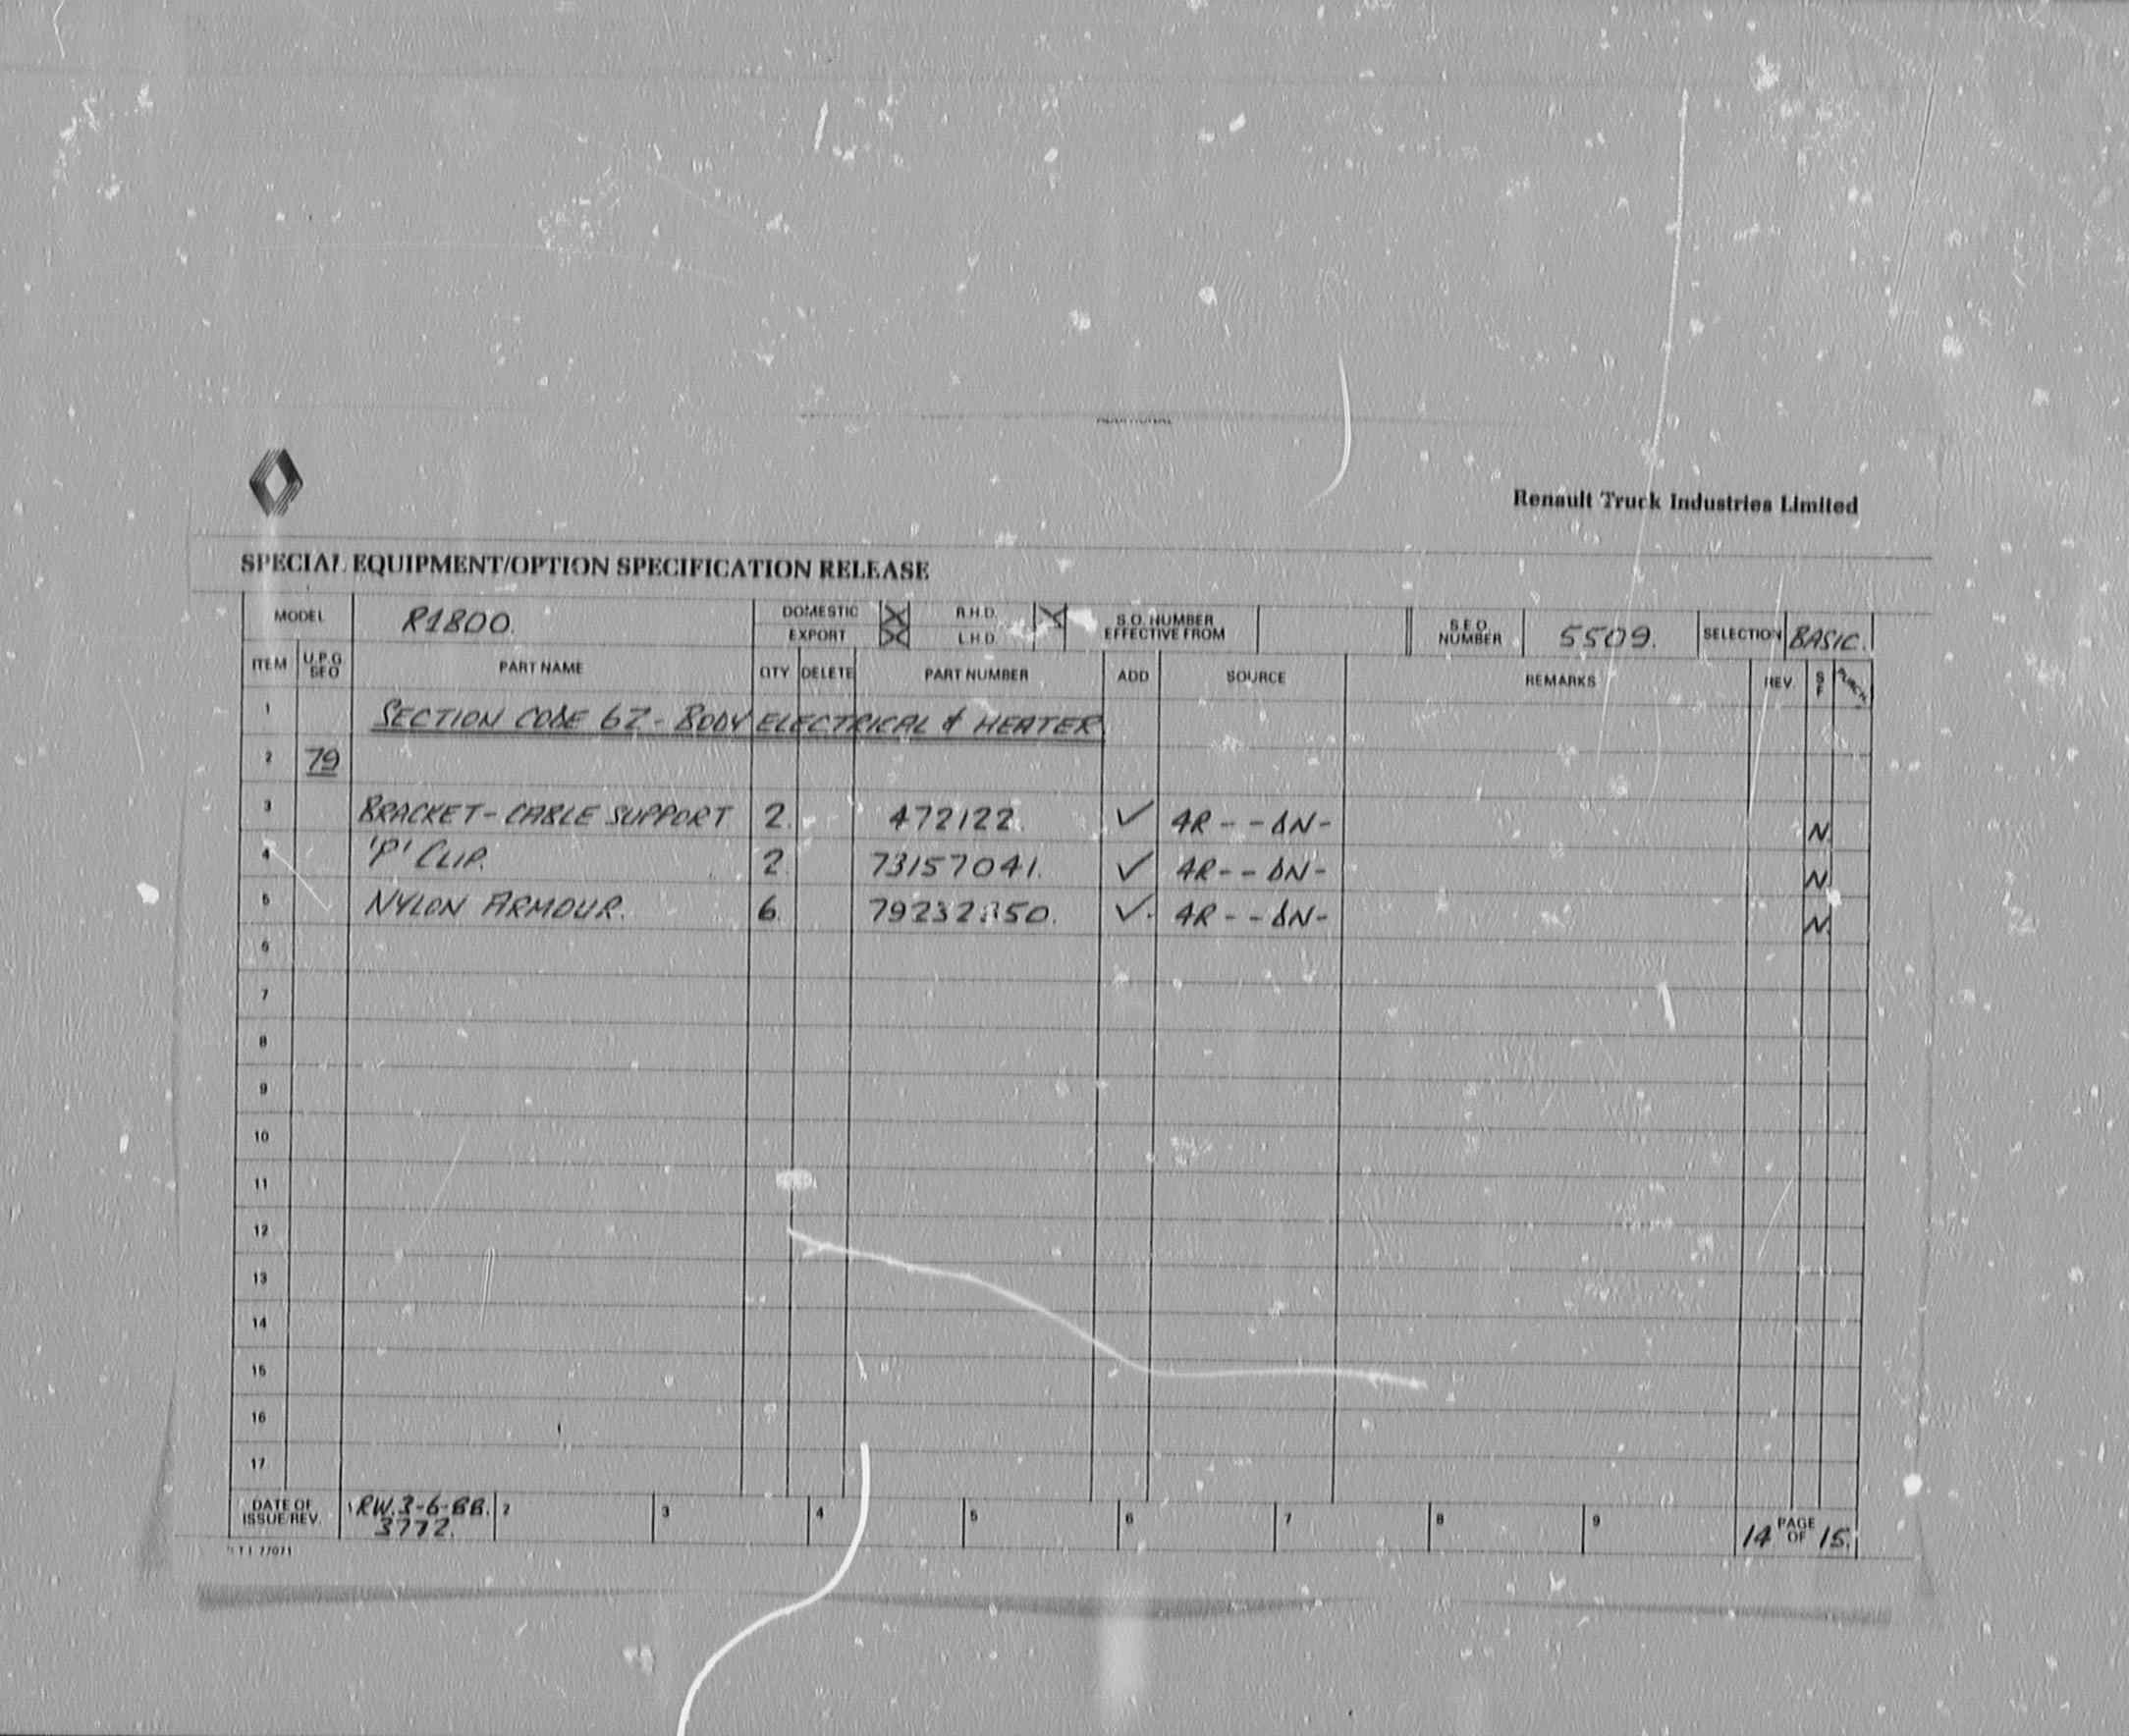 Renault Truck Industries Limited
SPECIAL EQUIPMENT/OPTION SPECIFICATION RELEASE
MODEL R1800. DOMESTIC X R.H.D. X S.O. NUMBER EFFECTIVE FROM S.E.O. NUMBER 5509. SELECTION BASIC.
EXPORT X L.H.D.
ITEM U.P.G SEQ PART NAME QTY DELETE PART NUMBER ADD SOURCE REMARKS REV. S F PURCH.
1 SECTION CODE 6Z - BODY ELECTRICAL & HEATER
2 79
3 BRACKET - CABLE SUPPORT 2. 472122. ✓ 4R - - ΔN - N.
4 'P' CLIP. 2. 73157041. ✓ 4R - - ΔN - N.
5 NYLON ARMOUR. 6. ✓. 4R - - ΔN - N.
6
7
8
9
10
11
12
13
14
15
16
17
DATE OF ISSUE/REV. 1 RW. 3-6-88. 2 3 4 5 6 7 8 9 14 PAGE OF 15.
3772.